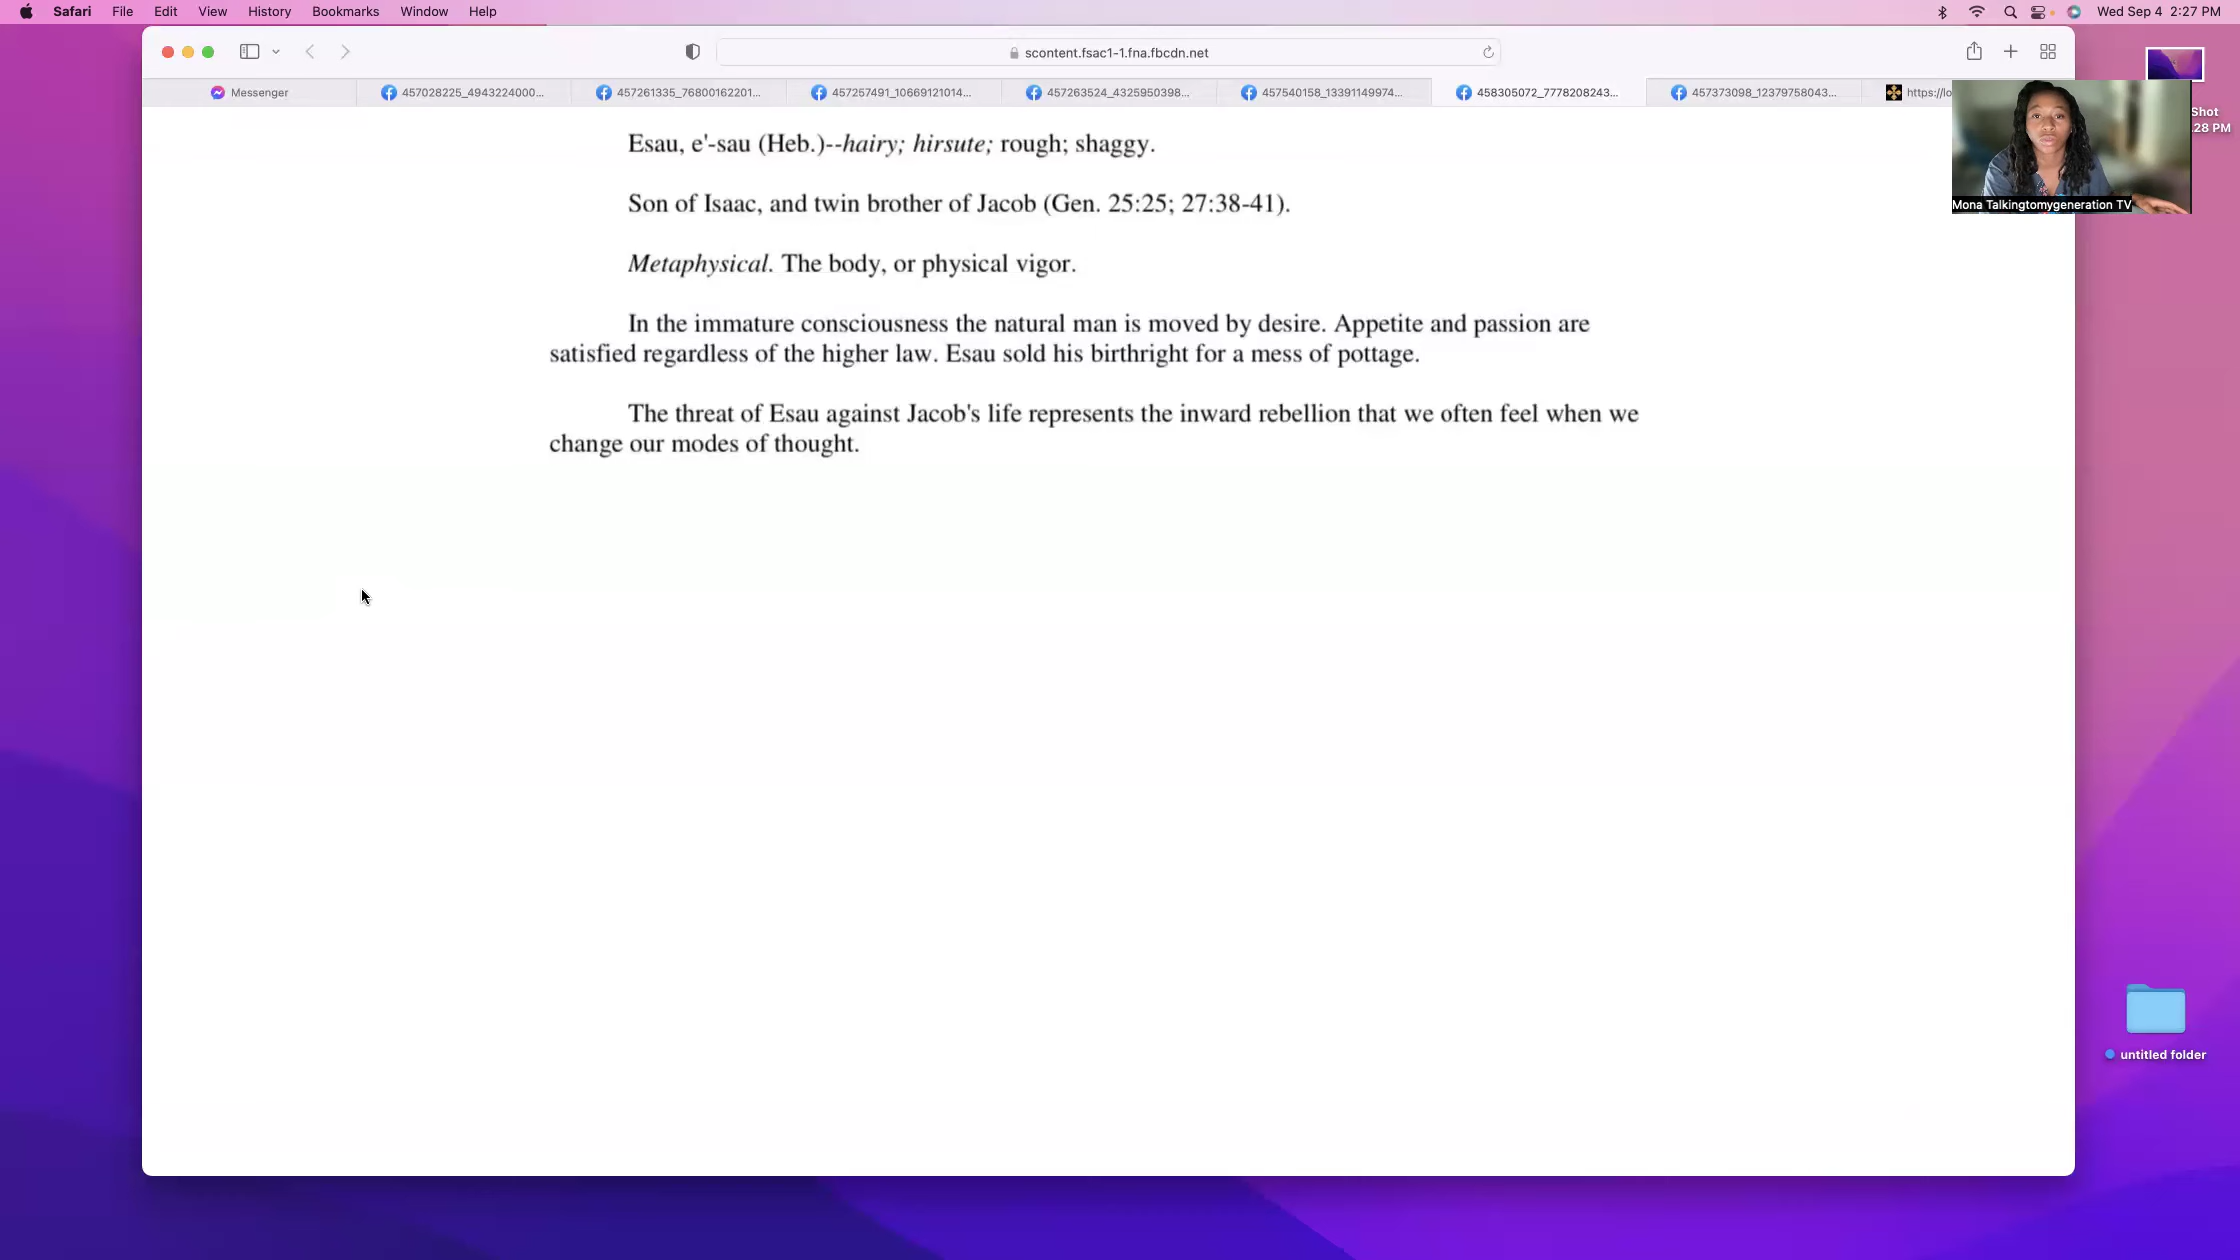 Safari File Edit View History Bookmarks Window Help
Wed Sep 4 2:27 PM
scontent.fsac1-1.fna.fbcdn.net
Messenger
457028225_4943224000...
457261335_76800162201...
457257491_10669121014...
457263524_4325950398...
457540158_13391149974...
458305072_7778208243...
457373098_12379758043...
https://lo
Shot
.28 PM
Mona Talkingtomygeneration TV
Esau, e'-sau (Heb.)--hairy; hirsute; rough; shaggy.
Son of Isaac, and twin brother of Jacob (Gen. 25:25; 27:38-41).
Metaphysical. The body, or physical vigor.
In the immature consciousness the natural man is moved by desire. Appetite and passion are
satisfied regardless of the higher law. Esau sold his birthright for a mess of pottage.
The threat of Esau against Jacob's life represents the inward rebellion that we often feel when we
change our modes of thought.
untitled folder